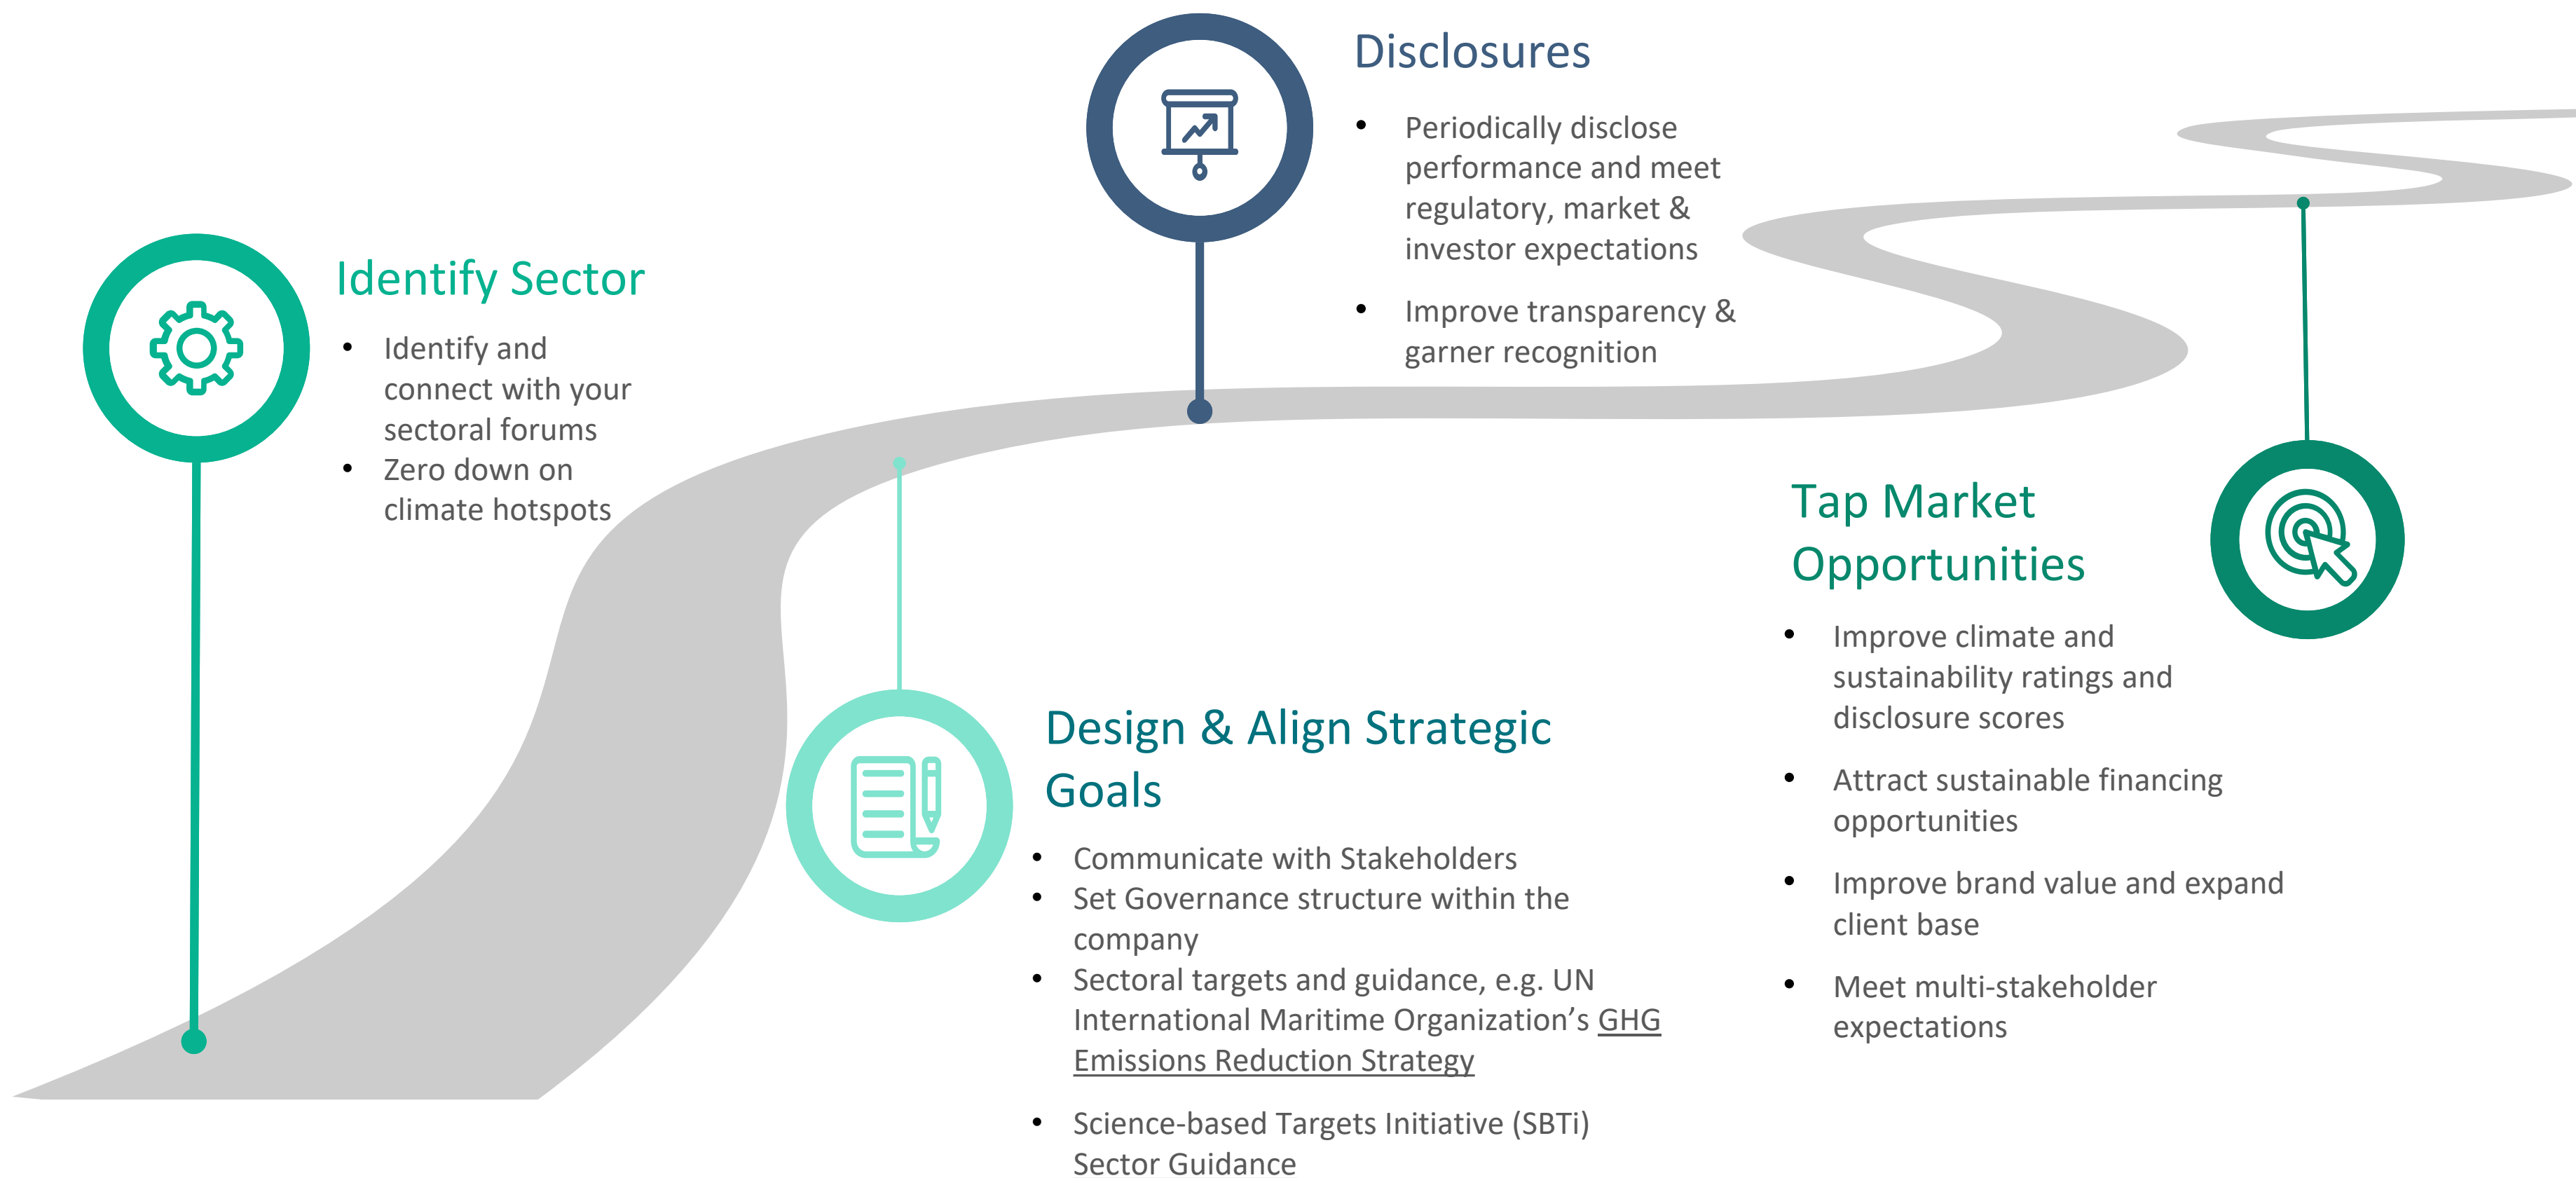 Identify Sector
• Identify and
connect with your
sectoral forums
• Zero down on
climate hotspots
Design & Align Strategic
Goals
• Communicate with Stakeholders
• Set Governance structure within the
company
• Sectoral targets and guidance, e.g. UN
International Maritime Organization’s GHG
Emissions Reduction Strategy
• Science-based Targets Initiative (SBTi)
Sector Guidance
Disclosures
• Periodically disclose
performance and meet
regulatory, market &
investor expectations
• Improve transparency &
garner recognition
Tap Market
Opportunities
• Improve climate and
sustainability ratings and
disclosure scores
• Attract sustainable financing
opportunities
• Improve brand value and expand
client base
• Meet multi-stakeholder
expectations